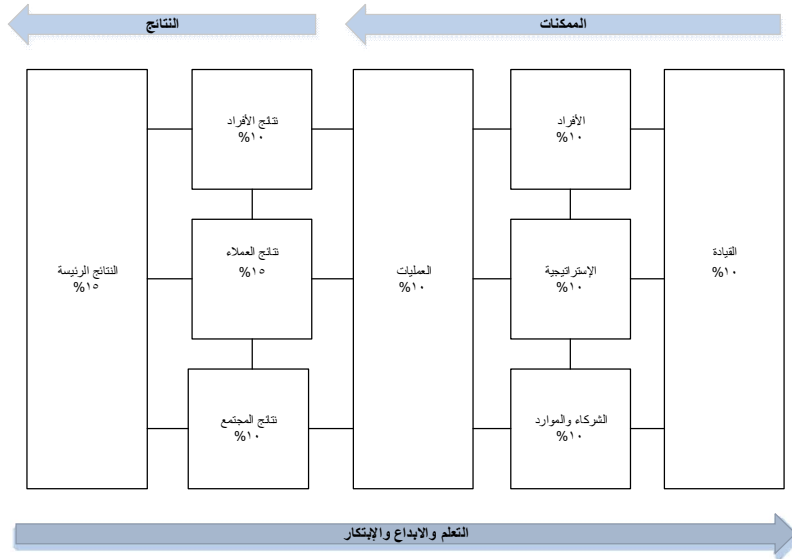 الممكنات
النتائج
القيادة
%١٠
الأفراد
%١٠
الإستراتيجية
%١٠
الشركاء والموارد
%١٠
العمليات
%١٠
نتائج الأفراد
%١٠
نتائج العملاء
%١٥
نتائج المجتمع
%١٠
النتائج الرئيسة
%١٥
التعلم والابداع والإبتكار